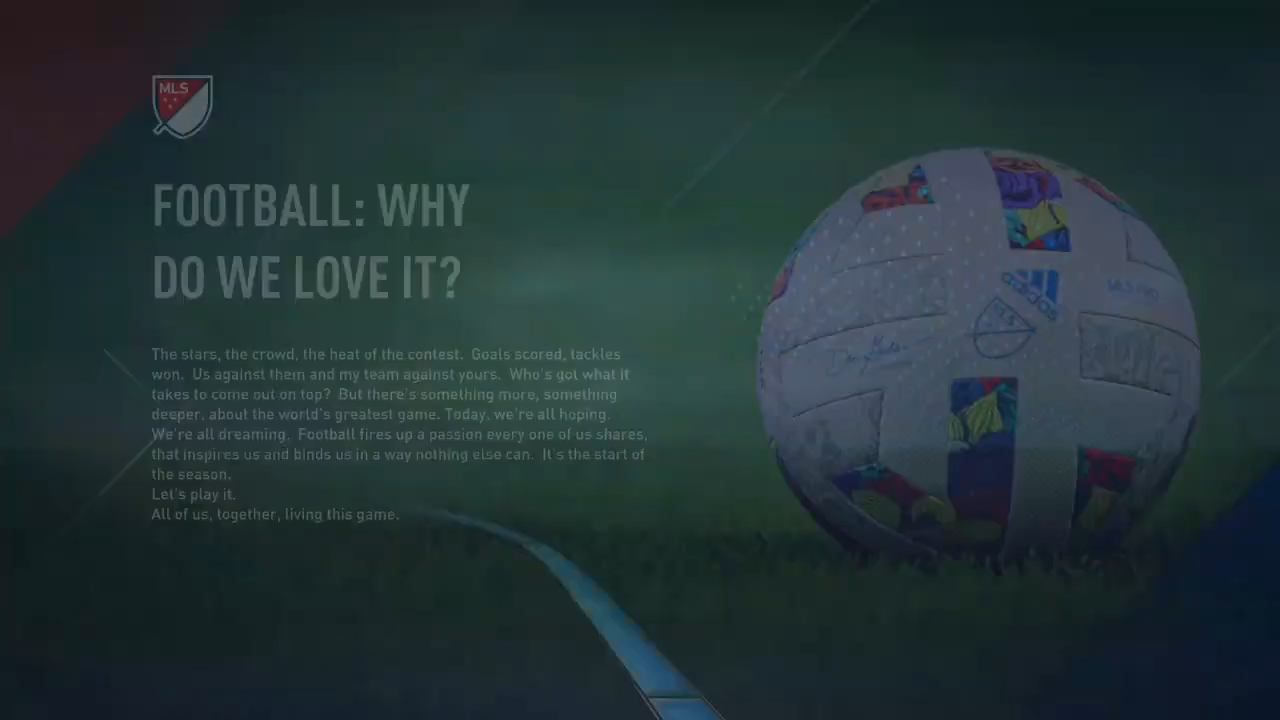 MLS
FOOTBALL: WHY
DO WE LOVE IT?
The stars, the crowd, the heat of the contest. Goals scored, tackles
won. Us against them and my team against yours. Who's got what it
takes to come out on top? But there's something more, something
deeper, about the world's greatest game. Today, we're all hoping.
We're all dreaming. Football fires up a passion every one of us shares,
that inspires us and binds us in a way nothing else can. It's the start of
the season.
Let's play it.
All of us, together, living this game.
adidas
MLS